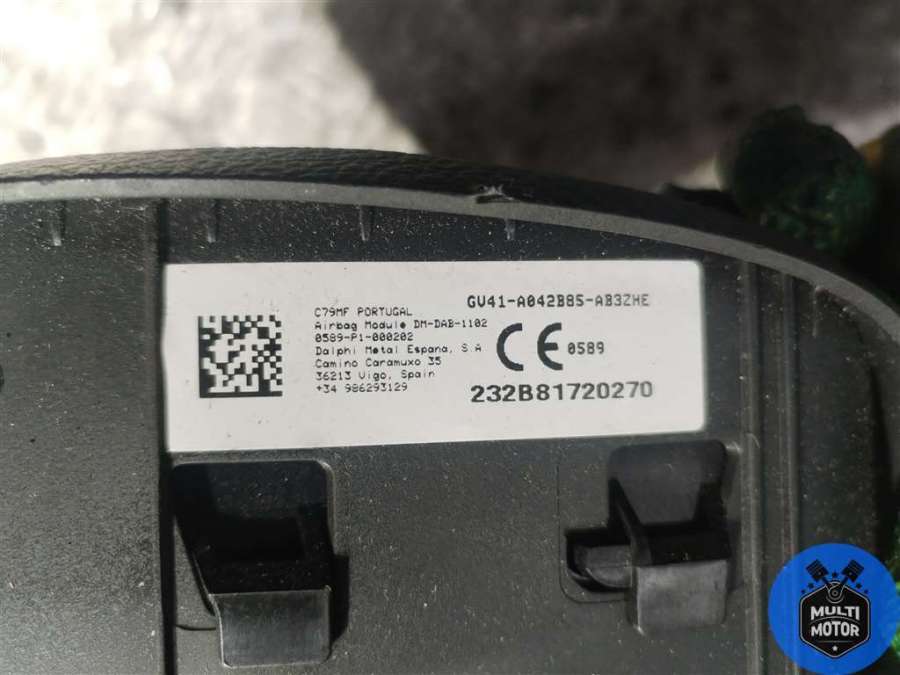 C79MF PORTUGAL
Airbag Module DM-DAB-1102
0589-P1-000202
Dalphi Metal Espana, S.A
Camino Caramuxo 35
36213 Vigo, Spain
+34 986293129
GV41-A042B85-AB3ZHE
CE 0589
232B81720270
MULTI
MOTOR